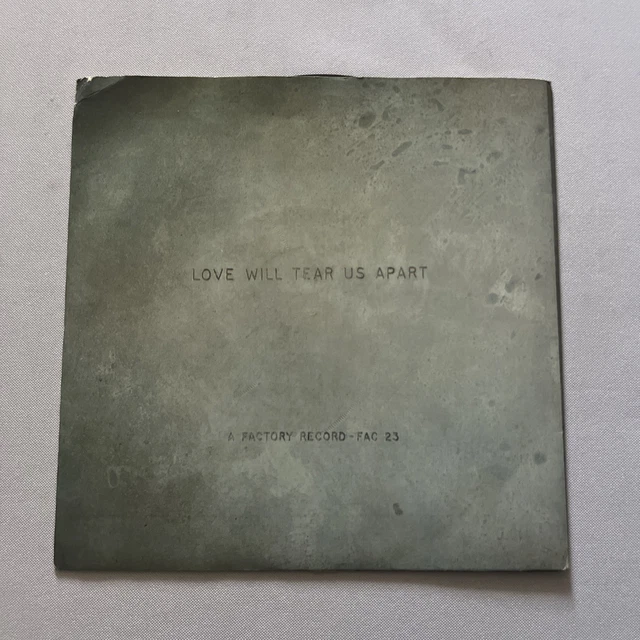 LOVE WILL TEAR US APART
A FACTORY RECORD-FAC 23